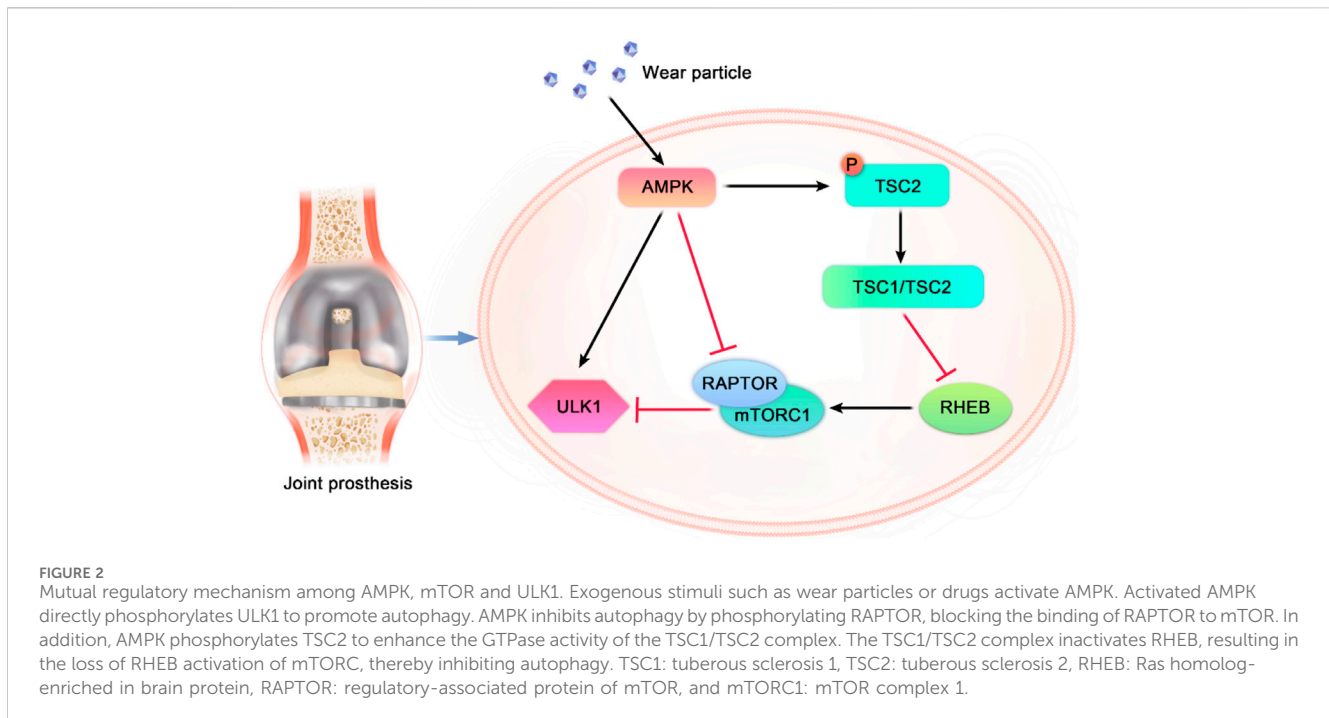 Wear particle
P
AMPK
TSC2
TSC1/TSC2
RAPTOR
ULK1
mTORC1
RHEB
Joint prosthesis
FIGURE 2
Mutual regulatory mechanism among AMPK, mTOR and ULK1. Exogenous stimuli such as wear particles or drugs activate AMPK. Activated AMPK
directly phosphorylates ULK1 to promote autophagy. AMPK inhibits autophagy by phosphorylating RAPTOR, blocking the binding of RAPTOR to mTOR. In
addition, AMPK phosphorylates TSC2 to enhance the GTPase activity of the TSC1/TSC2 complex. The TSC1/TSC2 complex inactivates RHEB, resulting in
the loss of RHEB activation of mTORC, thereby inhibiting autophagy. TSC1: tuberous sclerosis 1, TSC2: tuberous sclerosis 2, RHEB: Ras homolog-
enriched in brain protein, RAPTOR: regulatory-associated protein of mTOR, and mTORC1: mTOR complex 1.